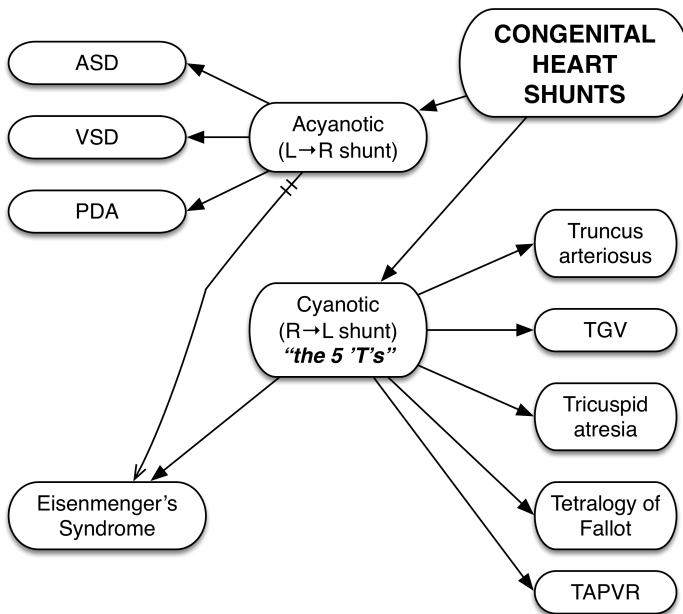 CONGENITAL
HEART
SHUNTS
ASD
Acyanotic
(L→R shunt)
VSD
PDA
Truncus
arteriosus
Cyanotic
(R→L shunt)
“the 5 ’T’s”
TGV
Tricuspid
atresia
Eisenmenger’s
Syndrome
Tetralogy of
Fallot
TAPVR